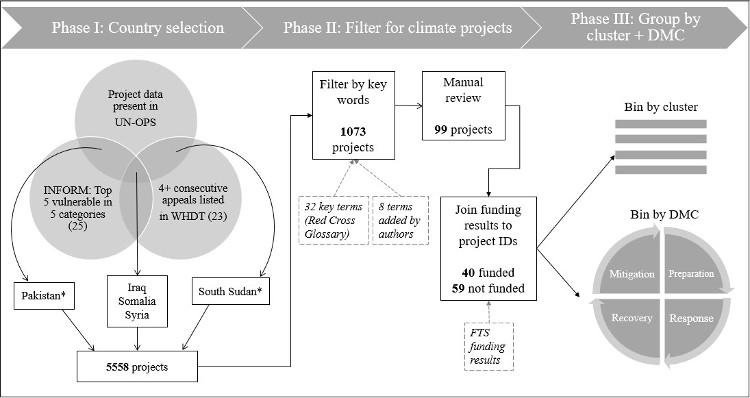 Phase I: Country selection
Phase II: Filter for climate projects
Phase III: Group by
cluster + DMC
Project data
present in
UN-OPS
INFORM: Top
5 vulnerable in
5 categories
(25)
4+ consecutive
appeals listed
in WHDT (23)
Pakistan*
Iraq
Somalia
Syria
South Sudan*
5558 projects
Filter by key
words
1073
projects
Manual
review
99 projects
32 key terms
(Red Cross
Glossary)
8 terms
added by
authors
Join funding
results to
project IDs
40 funded
59 not funded
FTS
funding
results
Bin by cluster
Bin by DMC
Mitigation
Preparation
Recovery
Response